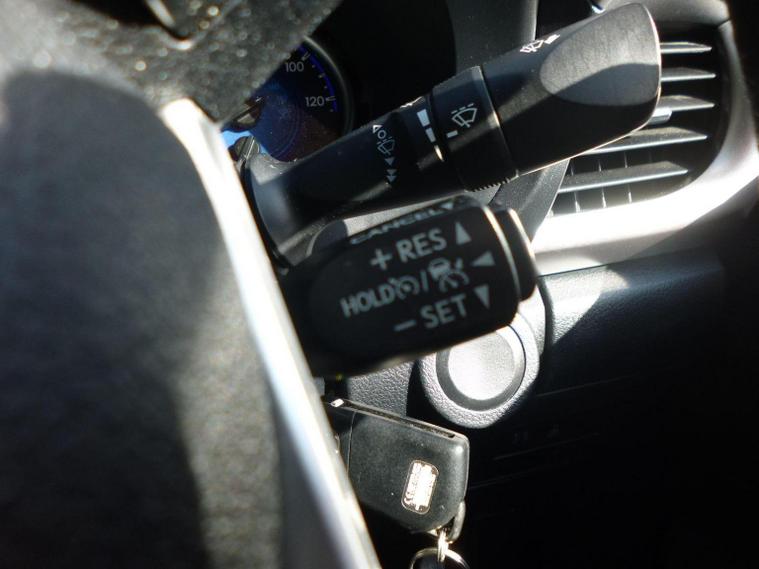 100
120
CANCEL
+ RES
HOLD /
− SET